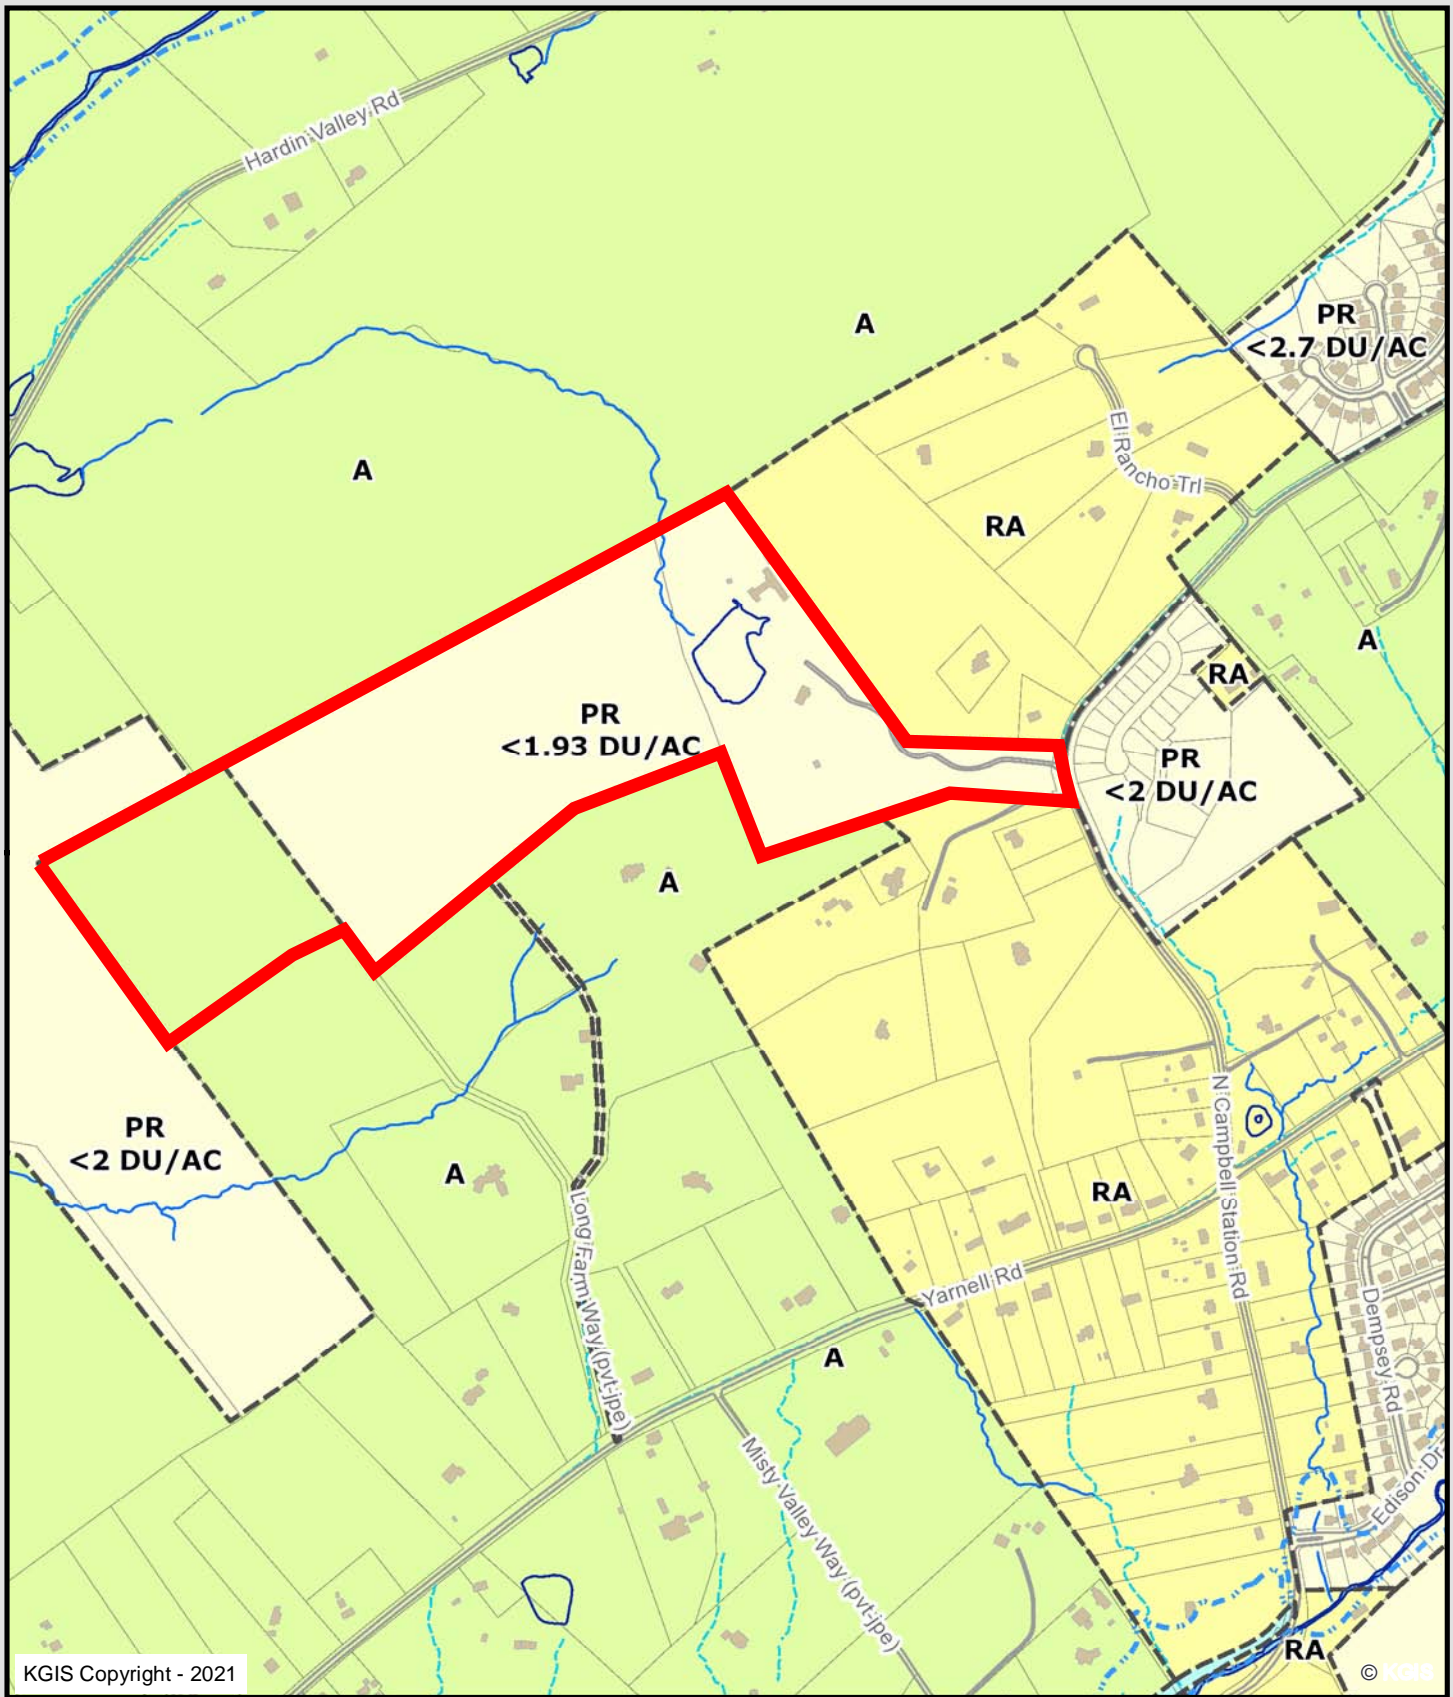 Hardin Valley Rd
PR
<2.7 DU/AC
A
A
El Rancho Trl
RA
A
RA
PR
<1.93 DU/AC
PR
<2 DU/AC
A
PR
<2 DU/AC
A
N Campbell Station Rd
RA
Long Farm Way (pvt-jpe)
Yarnell Rd
Dempsey Rd
A
Misty Valley Way (pvt-jpe)
Edison Dr
RA
KGIS Copyright - 2021
© KGIS